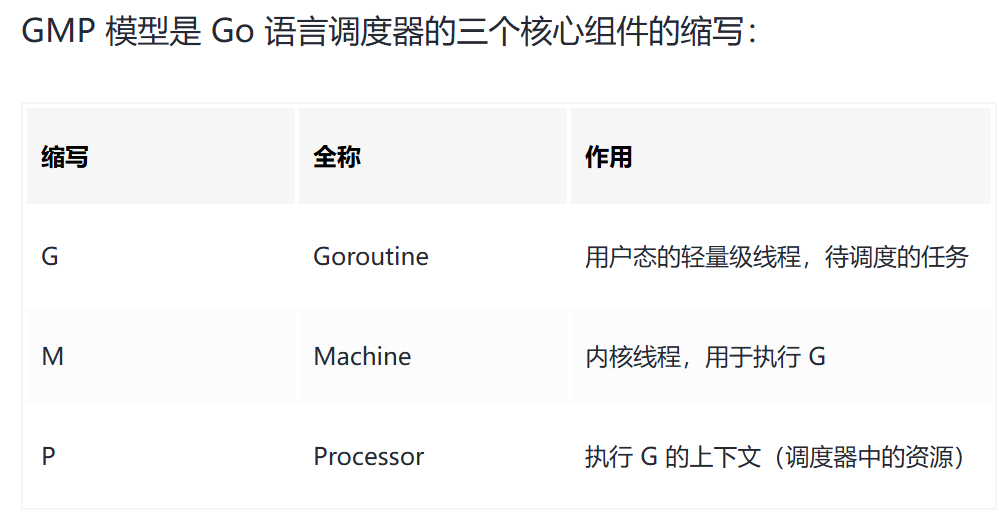 GMP 模型是 Go 语言调度器的三个核心组件的缩写：
缩写 全称 作用
G Goroutine 用户态的轻量级线程，待调度的任务
M Machine 内核线程，用于执行 G
P Processor 执行 G 的上下文（调度器中的资源）